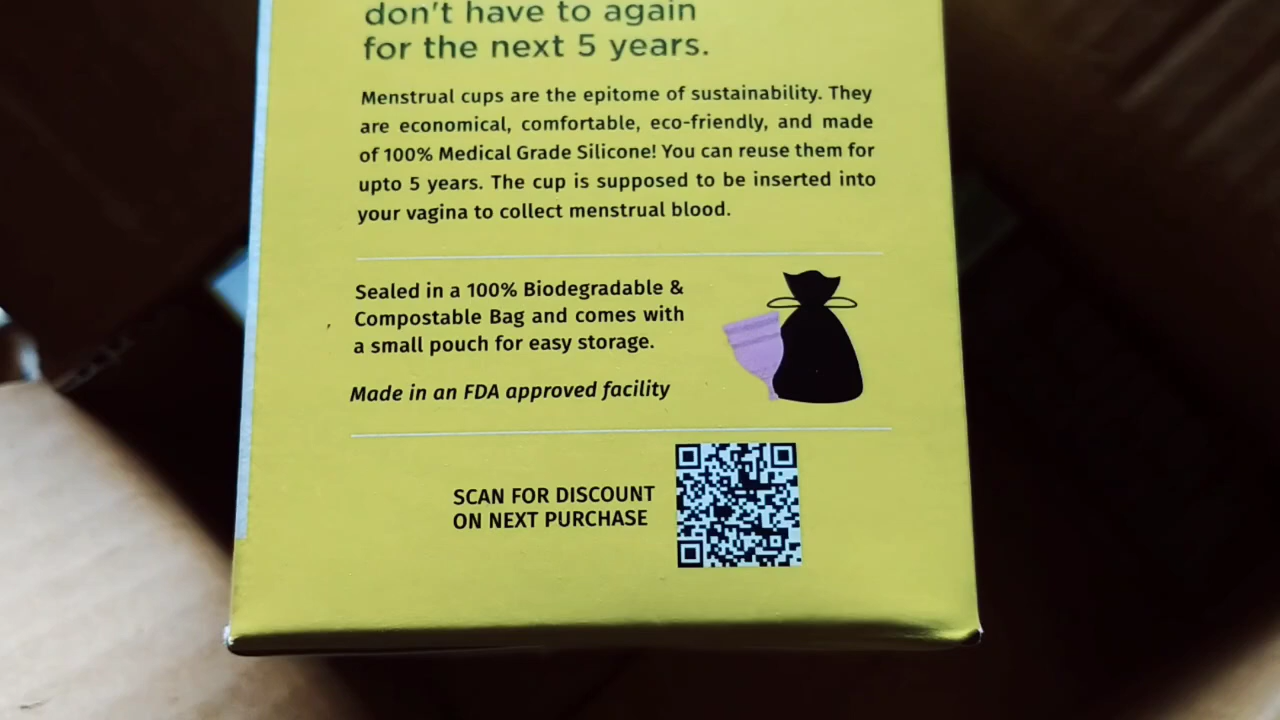 don't have to again
for the next 5 years.
Menstrual cups are the epitome of sustainability. They
are economical, comfortable, eco-friendly, and made
of 100% Medical Grade Silicone! You can reuse them for
upto 5 years. The cup is supposed to be inserted into
your vagina to collect menstrual blood.
Sealed in a 100% Biodegradable &
Compostable Bag and comes with
a small pouch for easy storage.
Made in an FDA approved facility
SCAN FOR DISCOUNT
ON NEXT PURCHASE